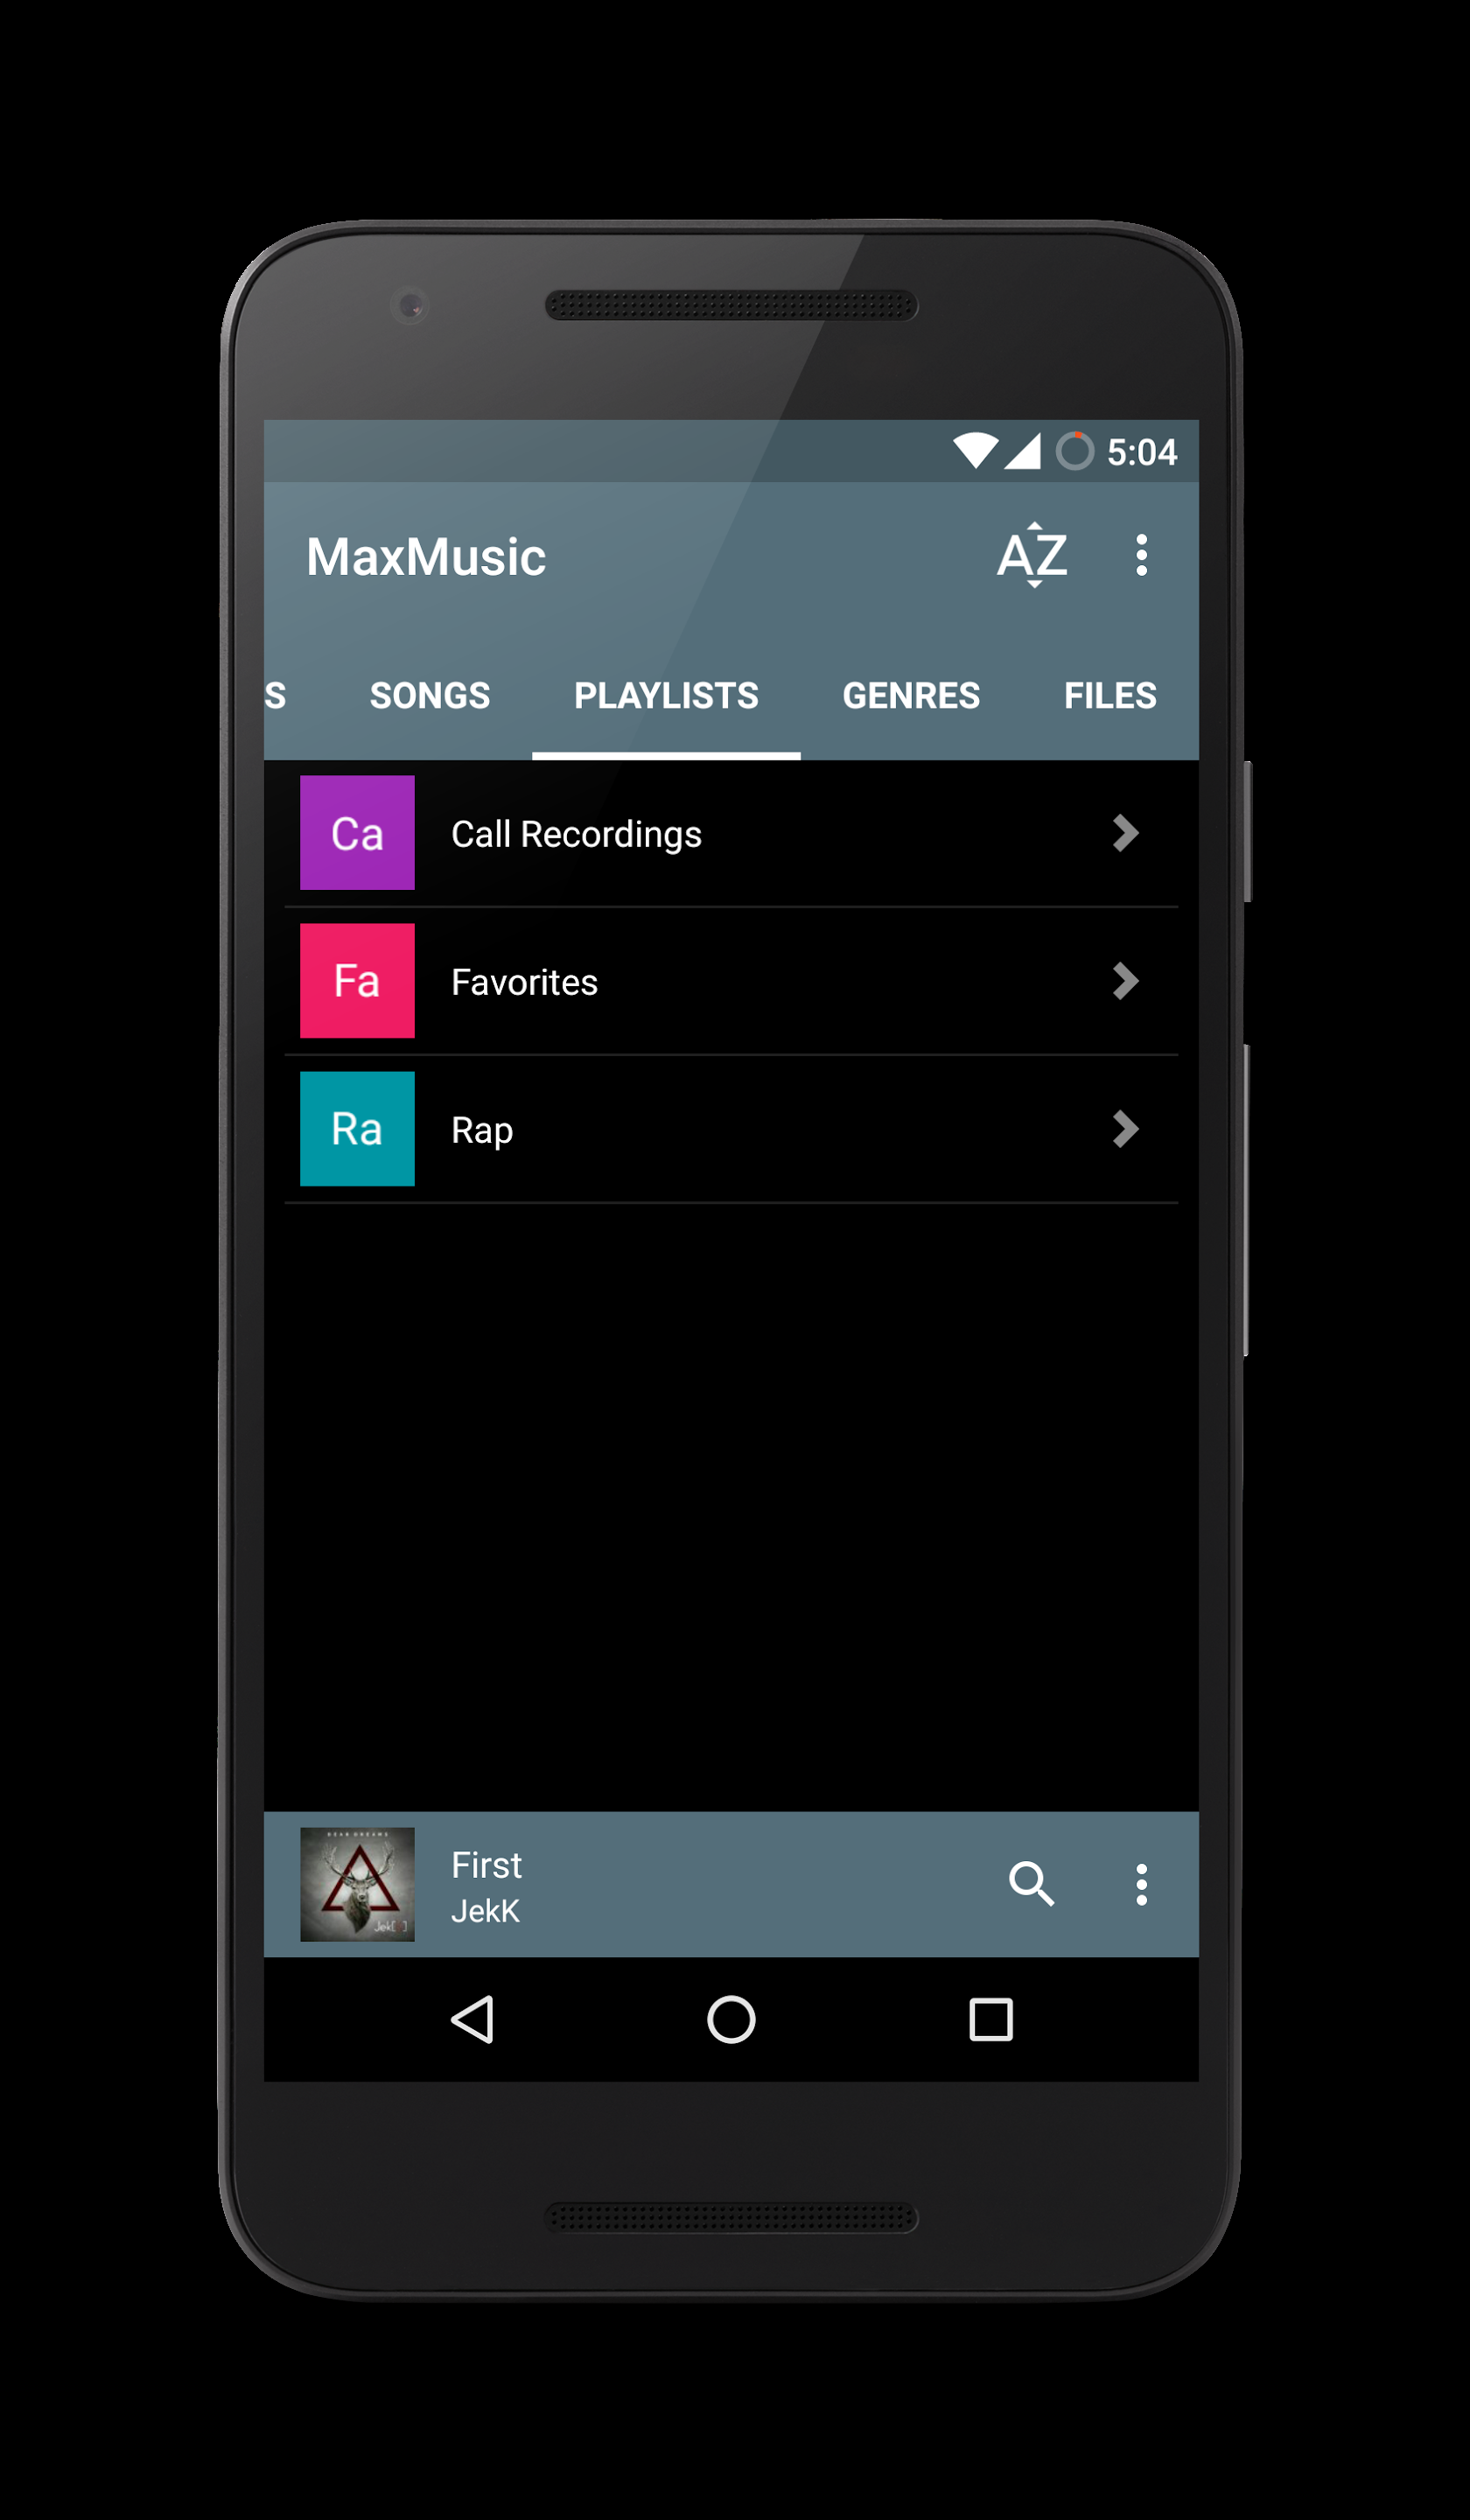 5:04
MaxMusic
AZ
S SONGS PLAYLISTS GENRES FILES
Ca Call Recordings
Fa Favorites
Ra Rap
First
JekK